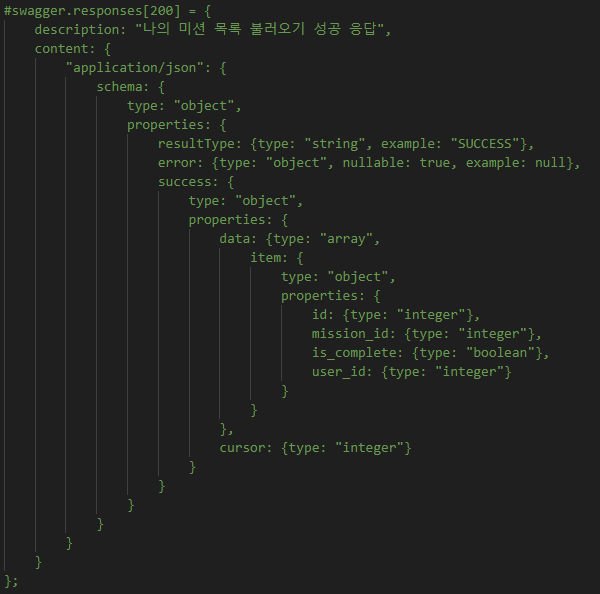 #swagger.responses[200] = {
    description: "나의 미션 목록 불러오기 성공 응답",
    content: {
        "application/json": {
            schema: {
                type: "object",
                properties: {
                    resultType: {type: "string", example: "SUCCESS"},
                    error: {type: "object", nullable: true, example: null},
                    success: {
                        type: "object",
                        properties: {
                            data: {type: "array",
                                item: {
                                    type: "object",
                                    properties: {
                                        id: {type: "integer"},
                                        mission_id: {type: "integer"},
                                        is_complete: {type: "boolean"},
                                        user_id: {type: "integer"}
                                    }
                                }
                            },
                            cursor: {type: "integer"}
                        }
                    }
                }
            }
        }
    }
};